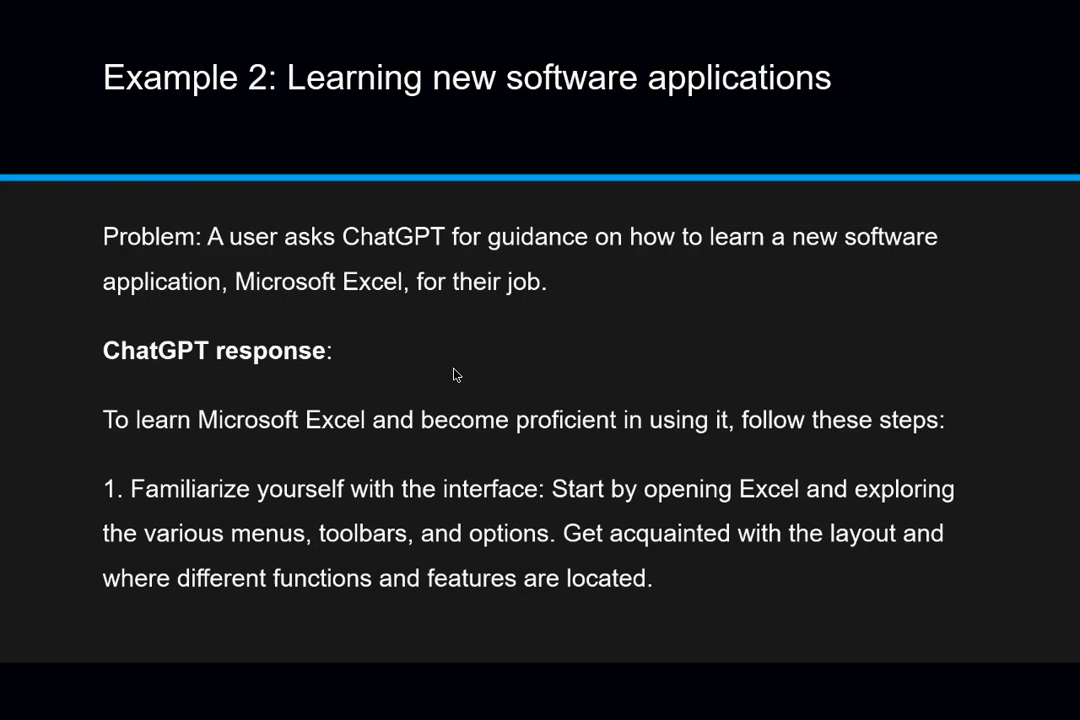 Example 2: Learning new software applications
Problem: A user asks ChatGPT for guidance on how to learn a new software
application, Microsoft Excel, for their job.
ChatGPT response:
To learn Microsoft Excel and become proficient in using it, follow these steps:
1. Familiarize yourself with the interface: Start by opening Excel and exploring
the various menus, toolbars, and options. Get acquainted with the layout and
where different functions and features are located.